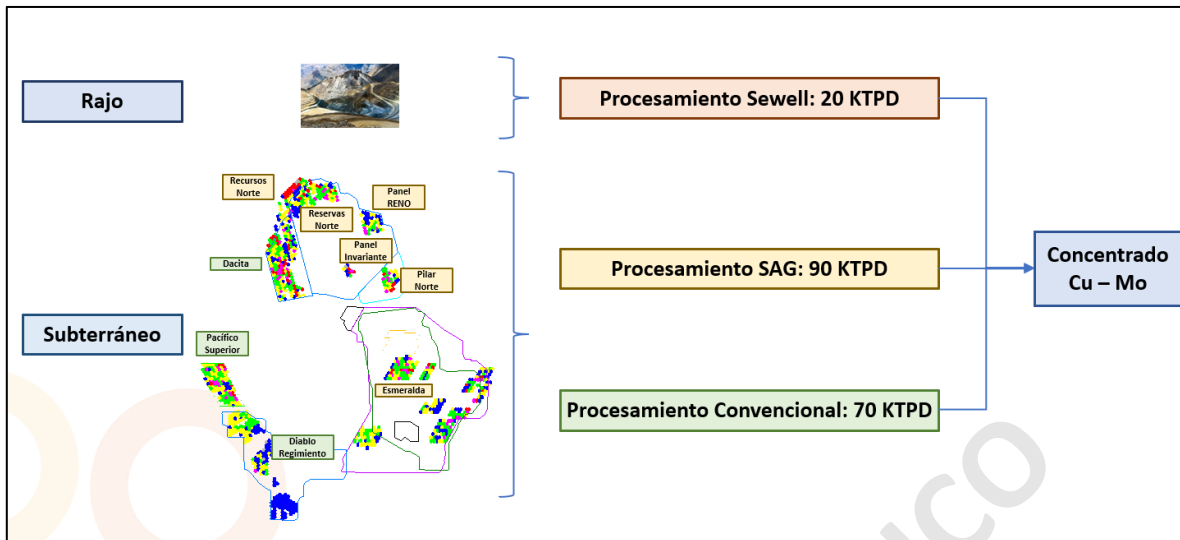 Rajo
Procesamiento Sewell: 20 KTPD
Recursos
Norte
Panel
RENO
Reservas
Norte
Panel
Invariante
Dacita
Pilar
Norte
Procesamiento SAG: 90 KTPD
Concentrado
Cu – Mo
Subterráneo
Pacífico
Superior
Esmeralda
Procesamiento Convencional: 70 KTPD
Diablo
Regimiento